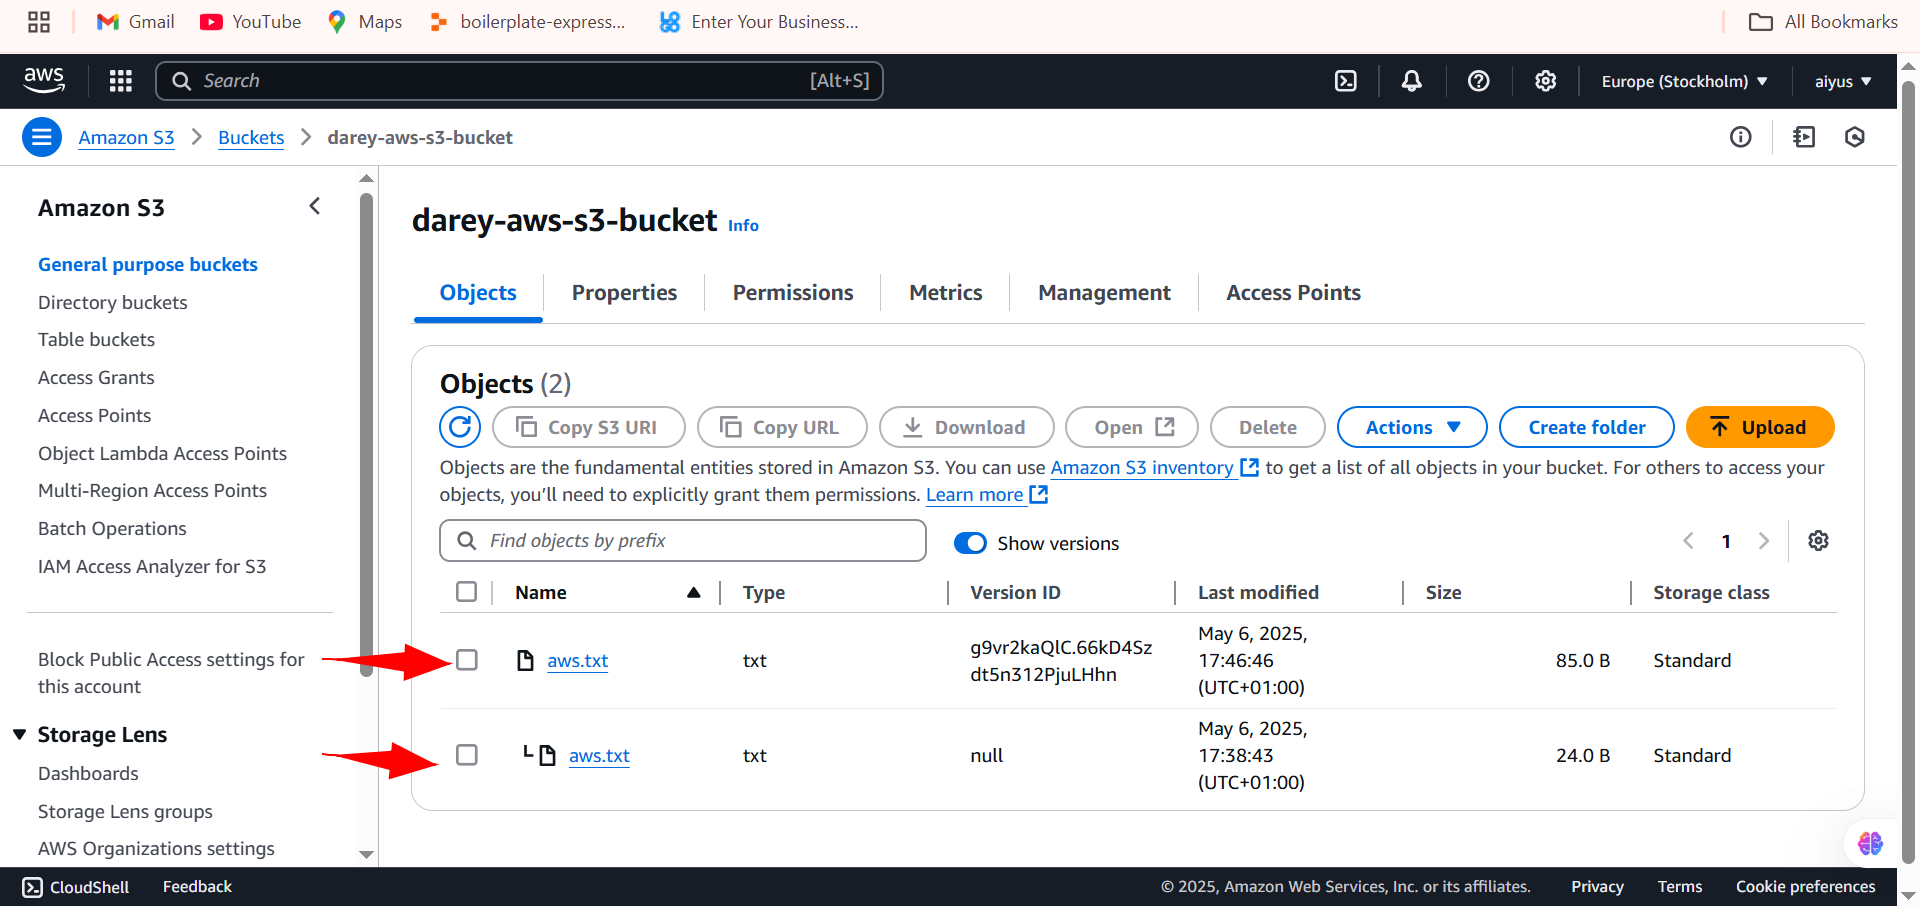 Gmail YouTube Maps boilerplate-express... Enter Your Business... All Bookmarks
aws Search [Alt+S] Europe (Stockholm) aiyus
Amazon S3 Buckets darey-aws-s3-bucket
Amazon S3
General purpose buckets
Directory buckets
Table buckets
Access Grants
Access Points
Object Lambda Access Points
Multi-Region Access Points
Batch Operations
IAM Access Analyzer for S3
Block Public Access settings for
this account
Storage Lens
Dashboards
Storage Lens groups
AWS Organizations settings
darey-aws-s3-bucket Info
Objects Properties Permissions Metrics Management Access Points
Objects (2)
Copy S3 URI Copy URL Download Open Delete Actions Create folder Upload
Objects are the fundamental entities stored in Amazon S3. You can use Amazon S3 inventory to get a list of all objects in your bucket. For others to access your
objects, you'll need to explicitly grant them permissions. Learn more
Find objects by prefix Show versions 1
Name Type Version ID Last modified Size Storage class
aws.txt txt g9vr2kaQlC.66kD4Sz
dt5n312PjuLHhn May 6, 2025,
17:46:46
(UTC+01:00) 85.0 B Standard
aws.txt txt null May 6, 2025,
17:38:43
(UTC+01:00) 24.0 B Standard
CloudShell Feedback © 2025, Amazon Web Services, Inc. or its affiliates. Privacy Terms Cookie preferences